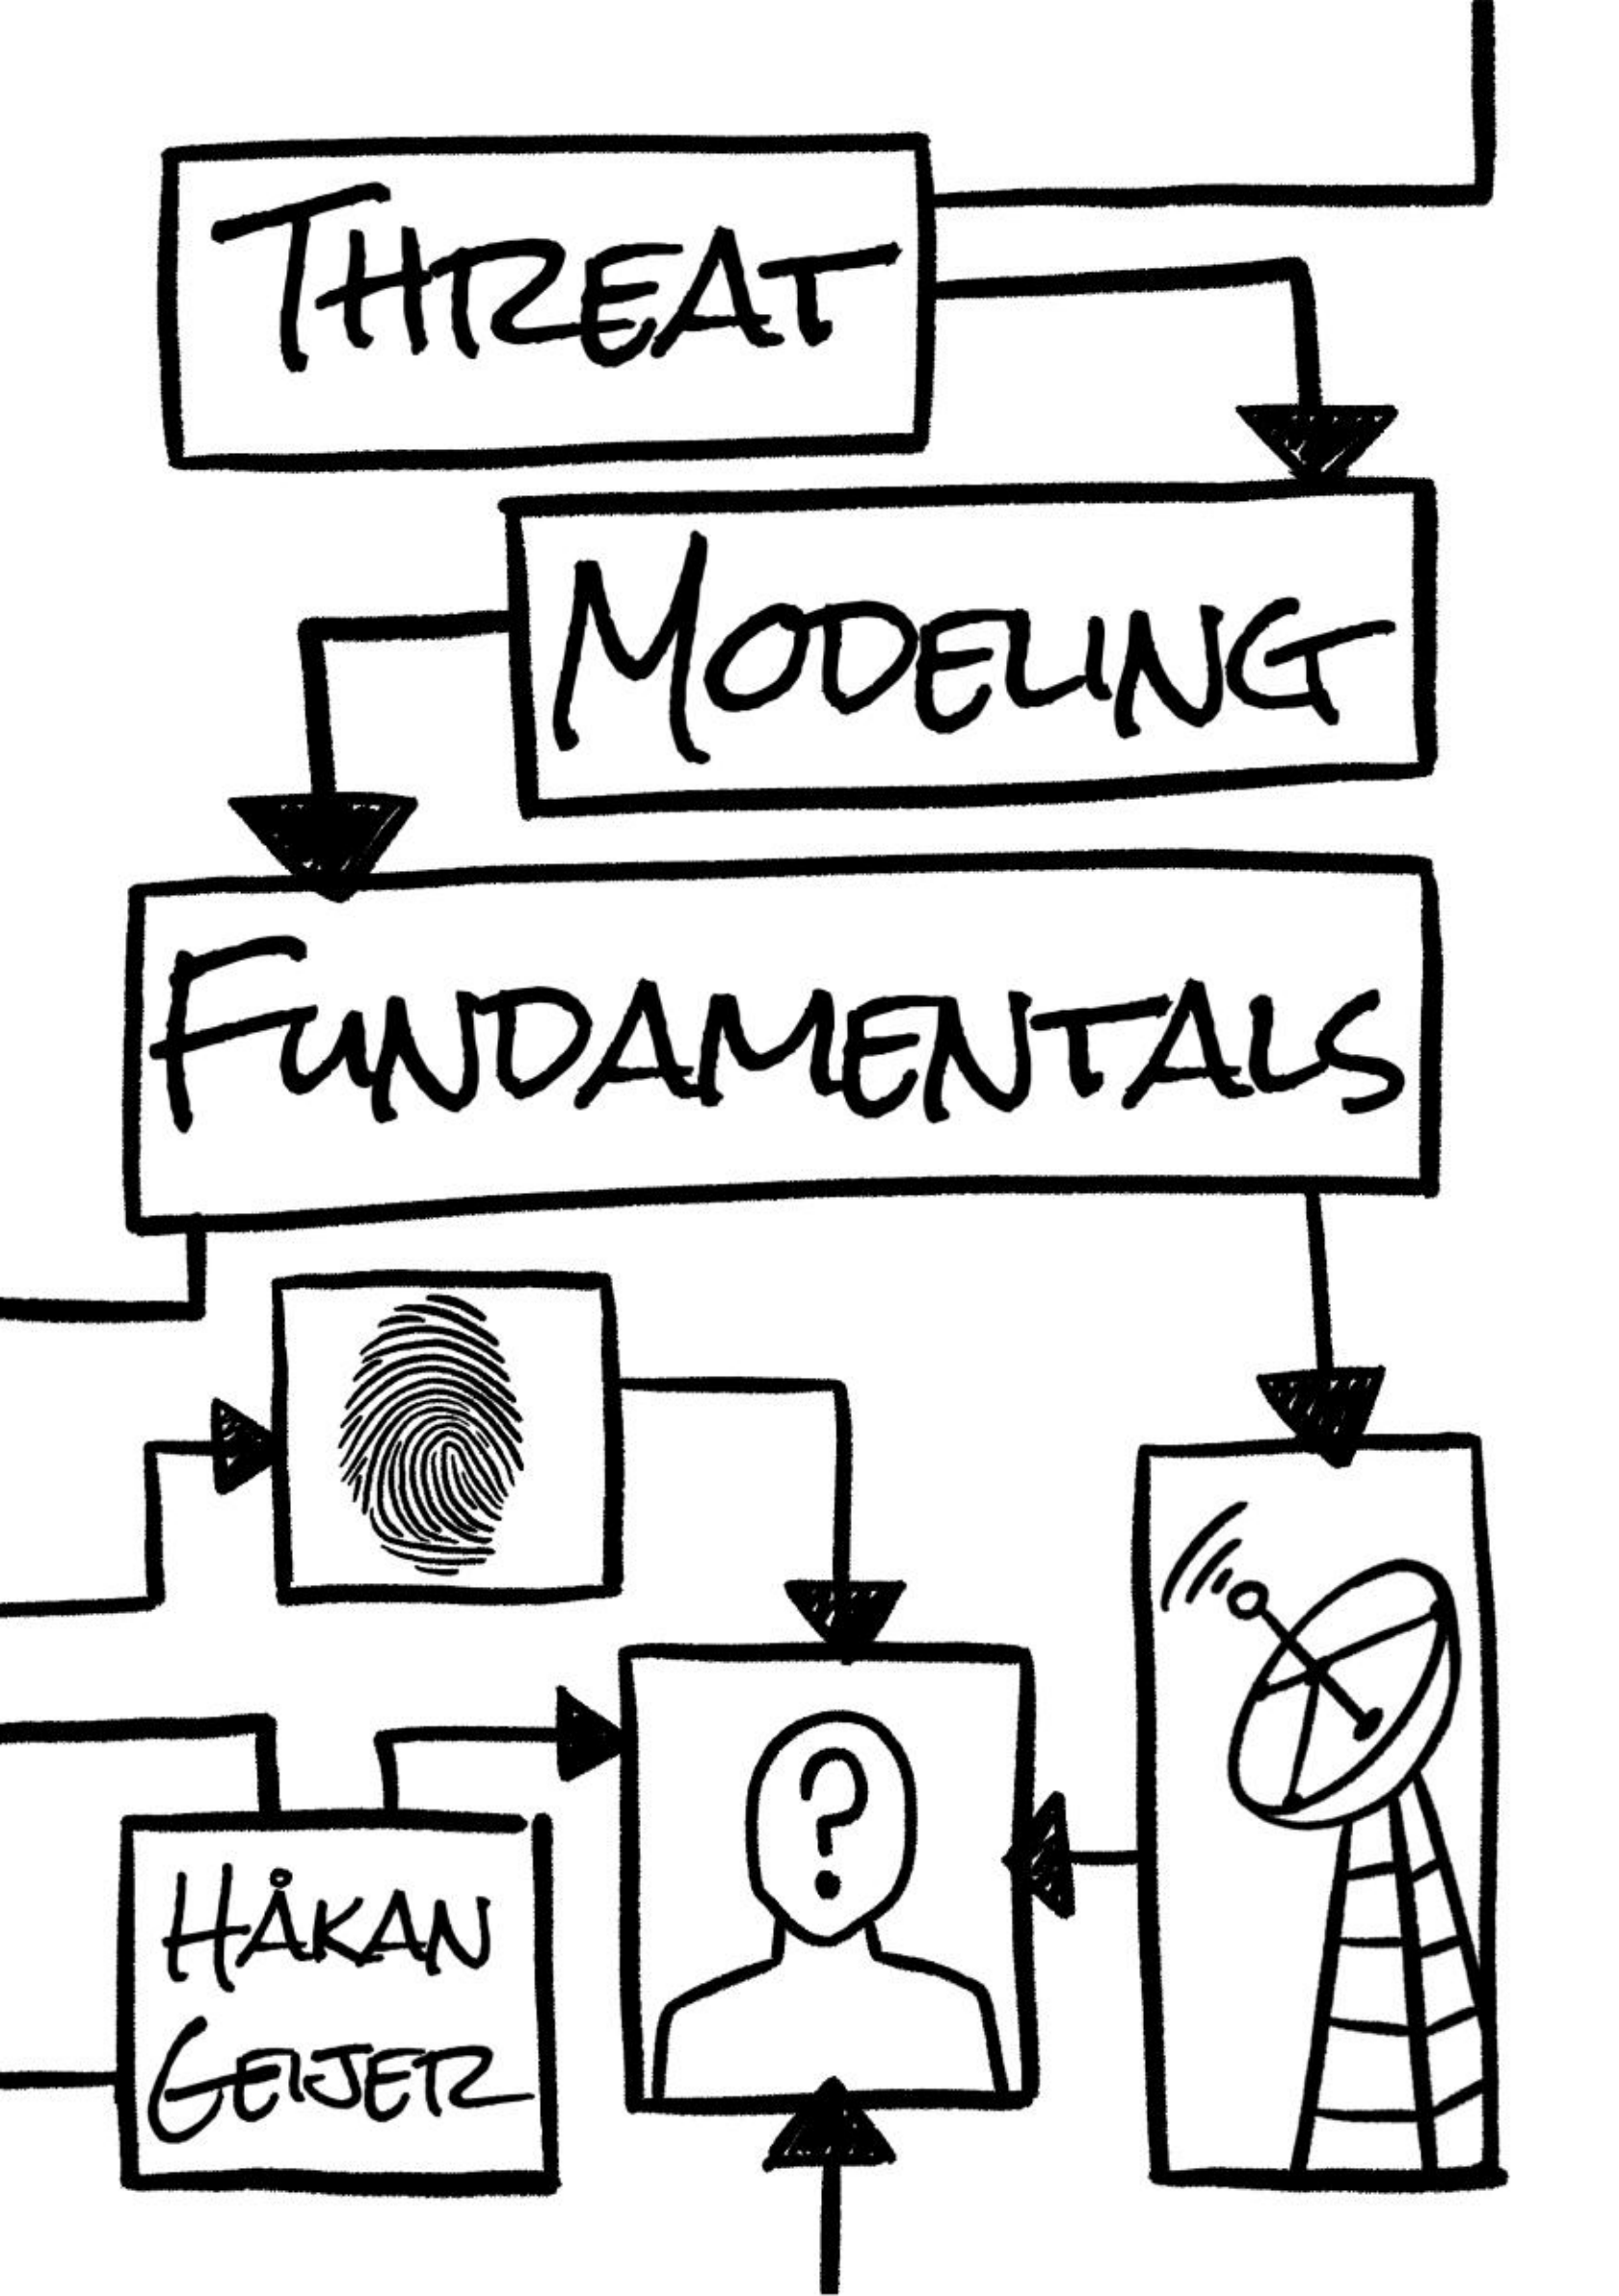 THREAT
MODELING
FUNDAMENTALS
?
HÅKAN
GEIJER